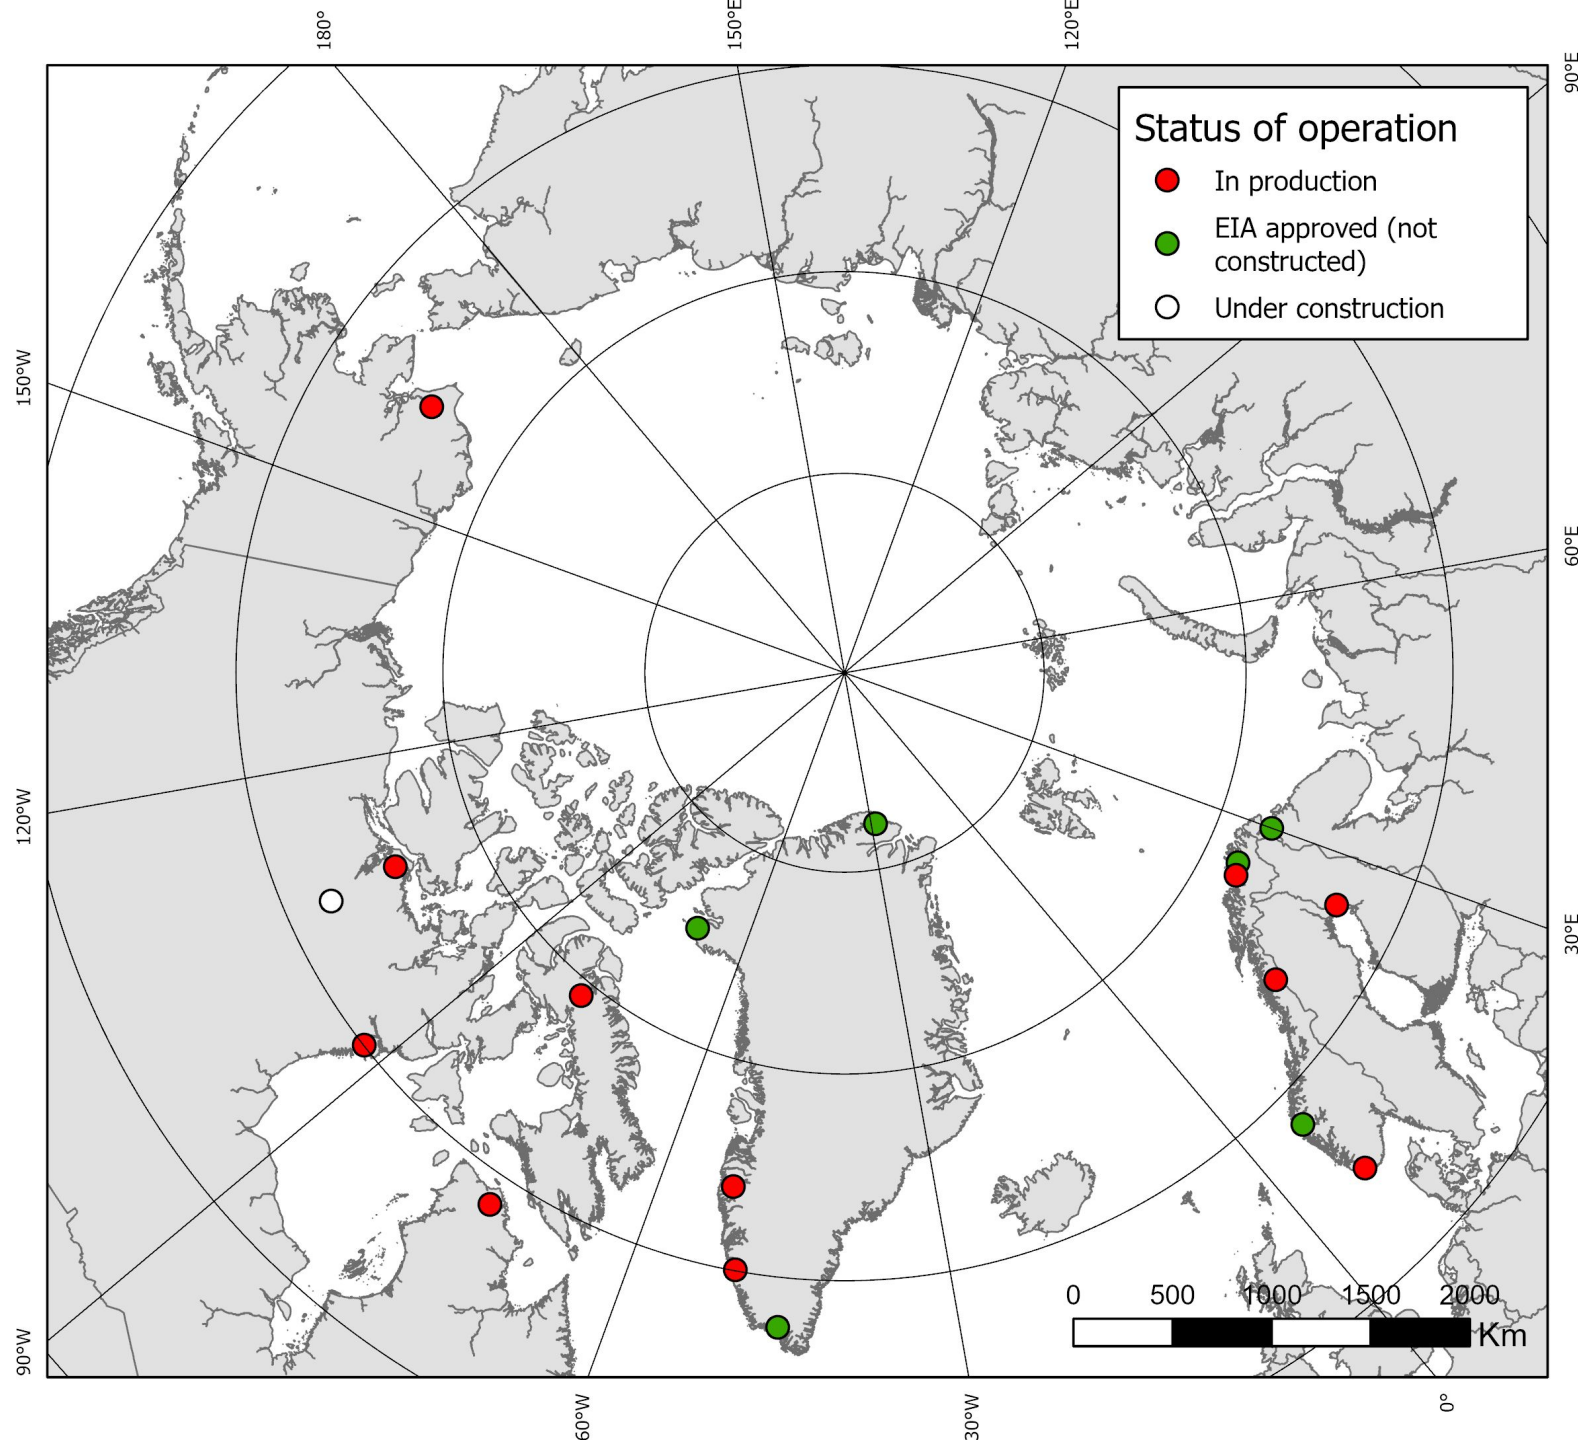 180°
150°E
120°E
90°E
Status of operation
In production
EIA approved (not
constructed)
Under construction
150°W
60°E
120°W
30°E
0 500 1000 1500 2000
Km
90°W
60°W
30°W
0°